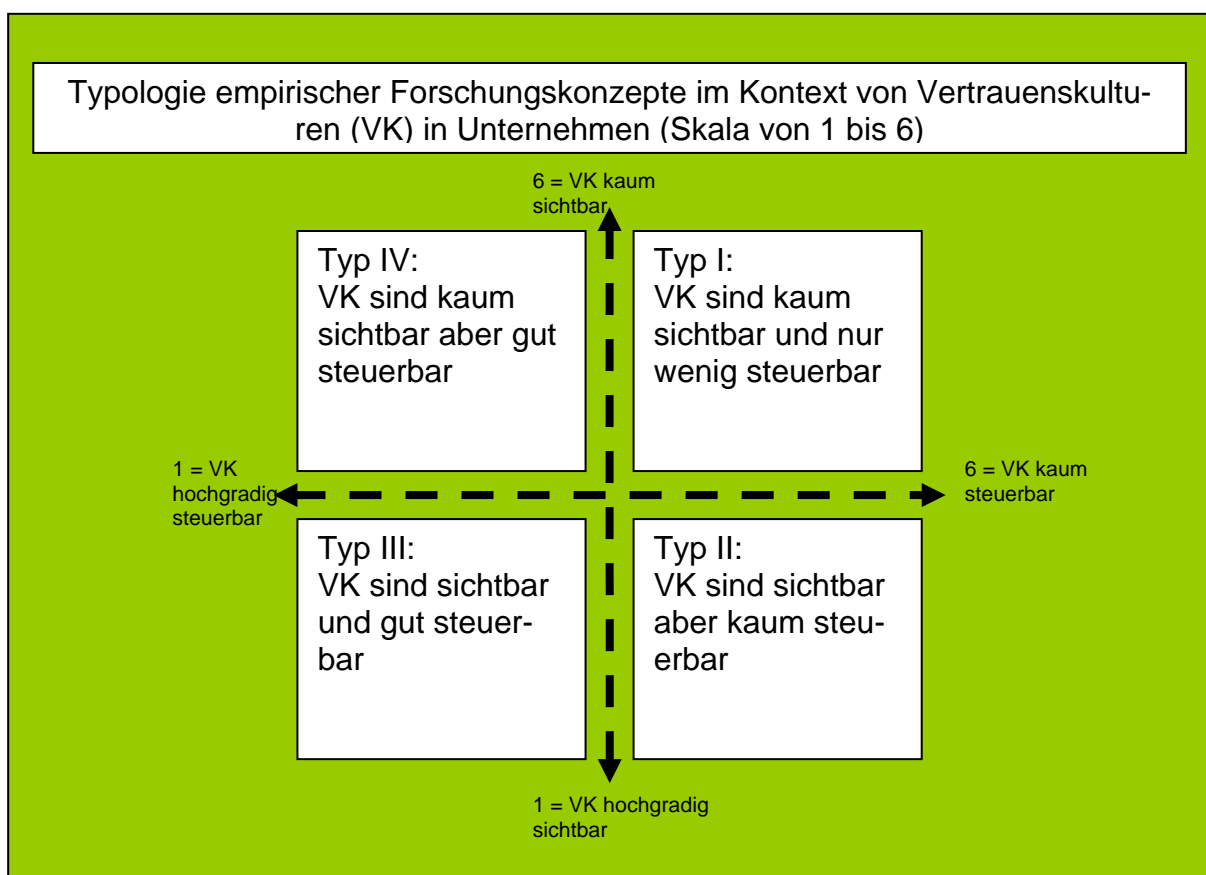 Typologie empirischer Forschungskonzepte im Kontext von Vertrauenskultu-
ren (VK) in Unternehmen (Skala von 1 bis 6)
6 = VK kaum
sichtbar
Typ IV:
VK sind kaum
sichtbar aber gut
steuerbar
Typ I:
VK sind kaum
sichtbar und nur
wenig steuerbar
1 = VK
hochgradig
steuerbar
6 = VK kaum
steuerbar
Typ III:
VK sind sichtbar
und gut steuer-
bar
Typ II:
VK sind sichtbar
aber kaum steu-
erbar
1 = VK hochgradig
sichtbar